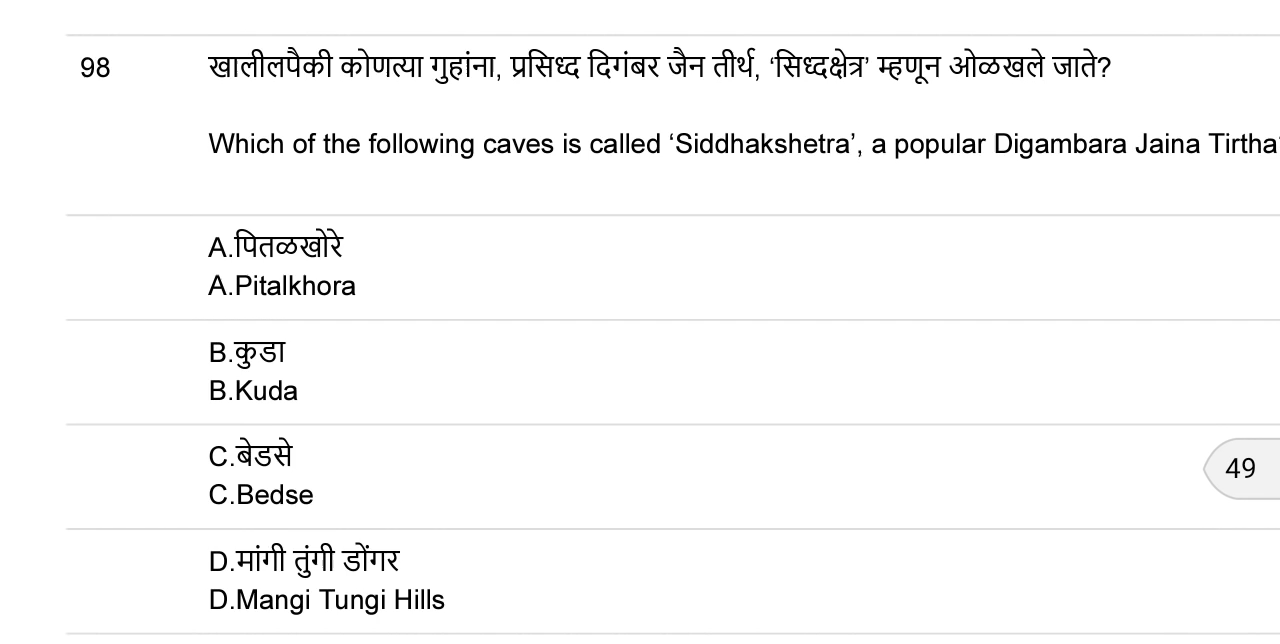 98 खालीलपैकी कोणत्या गुहांना, प्रसिध्द दिगंबर जैन तीर्थ, ‘सिध्दक्षेत्र’ म्हणून ओळखले जाते?
Which of the following caves is called ‘Siddhakshetra’, a popular Digambara Jaina Tirtha
A.पितळखोरे
A.Pitalkhora
B.कुडा
B.Kuda
C.बेडसे
49
C.Bedse
D.मांगी तुंगी डोंगर
D.Mangi Tungi Hills